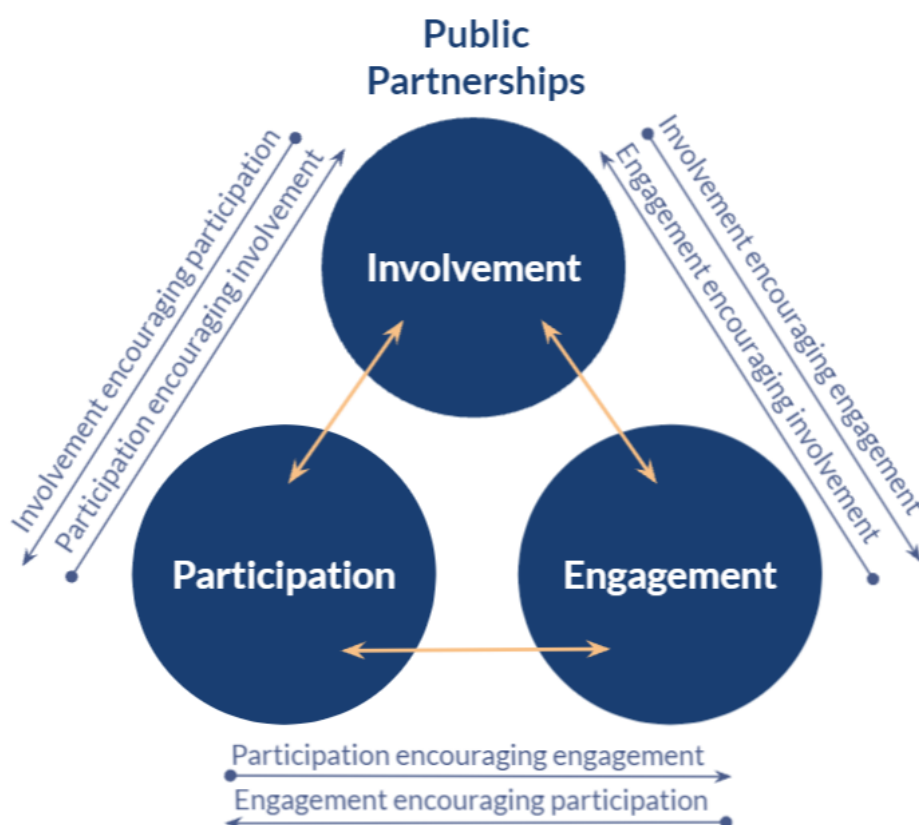 Public
Partnerships
Involvement encouraging participation
Participation encouraging involvement
Involvement encouraging engagement
Engagement encouraging involvement
Involvement
Participation
Engagement
Participation encouraging engagement
Engagement encouraging participation